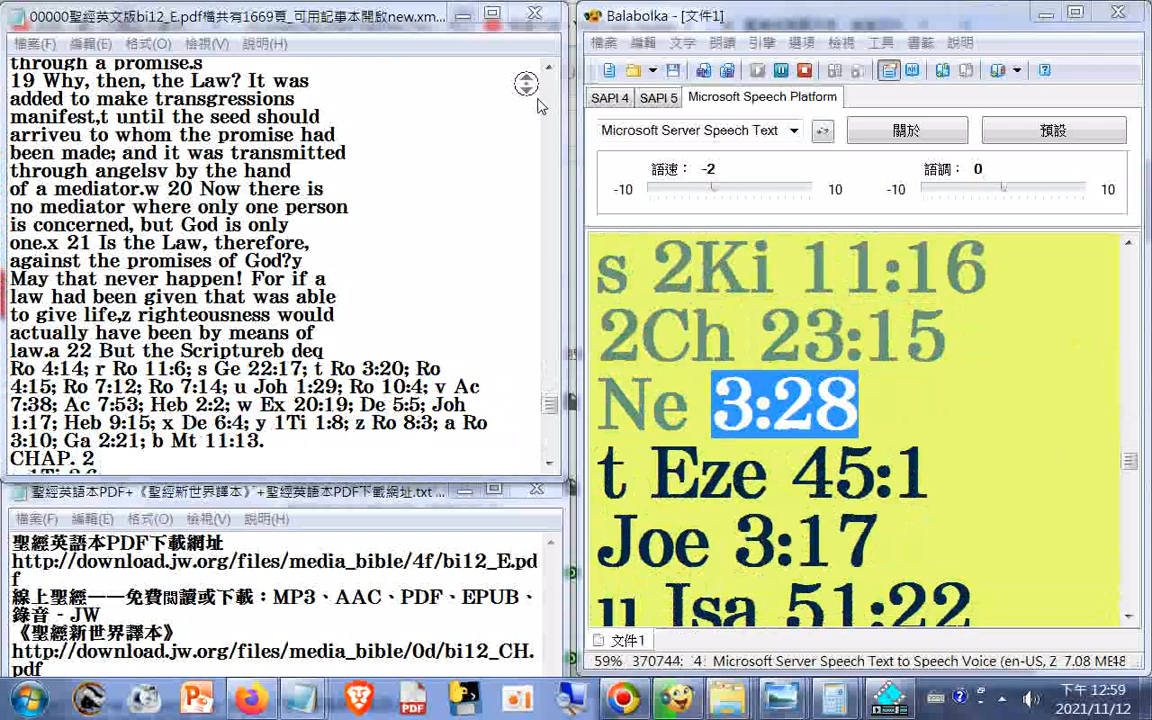 00000聖經英文版bi12_E.pdf檔共有1669頁_可用記事本開啟new.xm...
檔案(F) 編輯(E) 格式(O) 檢視(V) 說明(H)
through a promise.s
19 Why, then, the Law? It was
added to make transgressions
manifest,t until the seed should
arriveu to whom the promise had
been made; and it was transmitted
through angelsv by the hand
of a mediator.w 20 Now there is
no mediator where only one person
is concerned, but God is only
one.x 21 Is the Law, therefore,
against the promises of God?y
May that never happen! For if a
law had been given that was able
to give life,z righteousness would
actually have been by means of
law.a 22 But the Scriptureb deq
Ro 4:14; r Ro 11:6; s Ge 22:17; t Ro 3:20; Ro
4:15; Ro 7:12; Ro 7:14; u Joh 1:29; Ro 10:4; v Ac
7:38; Ac 7:53; Heb 2:2; w Ex 20:19; De 5:5; Joh
1:17; Heb 9:15; x De 6:4; y 1Ti 1:8; z Ro 8:3; a Ro
3:10; Ga 2:21; b Mt 11:13.
CHAP. 2
聖經英語本PDF+《聖經新世界譯本》+聖經英語本PDF下載網址.txt ...
檔案(F) 編輯(E) 格式(O) 檢視(V) 說明(H)
聖經英語本PDF下載網址
http://download.jw.org/files/media_bible/4f/bi12_E.pd
f
線上聖經——免費閱讀或下載：MP3、AAC、PDF、EPUB、
錄音 - JW
《聖經新世界譯本》
http://download.jw.org/files/media_bible/0d/bi12_CH.
pdf
Balabolka - [文件1]
檔案 編輯 文字 朗讀 引擎 選項 檢視 工具 書籤 說明
SAPI 4 SAPI 5 Microsoft Speech Platform
Microsoft Server Speech Text 關於 預設
語速： -2 語調： 0
-10 10 -10 10
s 2Ki 11:16
2Ch 23:15
Ne 3:28
t Eze 45:1
Joe 3:17
u Isa 51:22
文件1
59% 370744: 4 Microsoft Server Speech Text to Speech Voice (en-US, Z 7.08 ME48
下午 12:59
2021/11/12